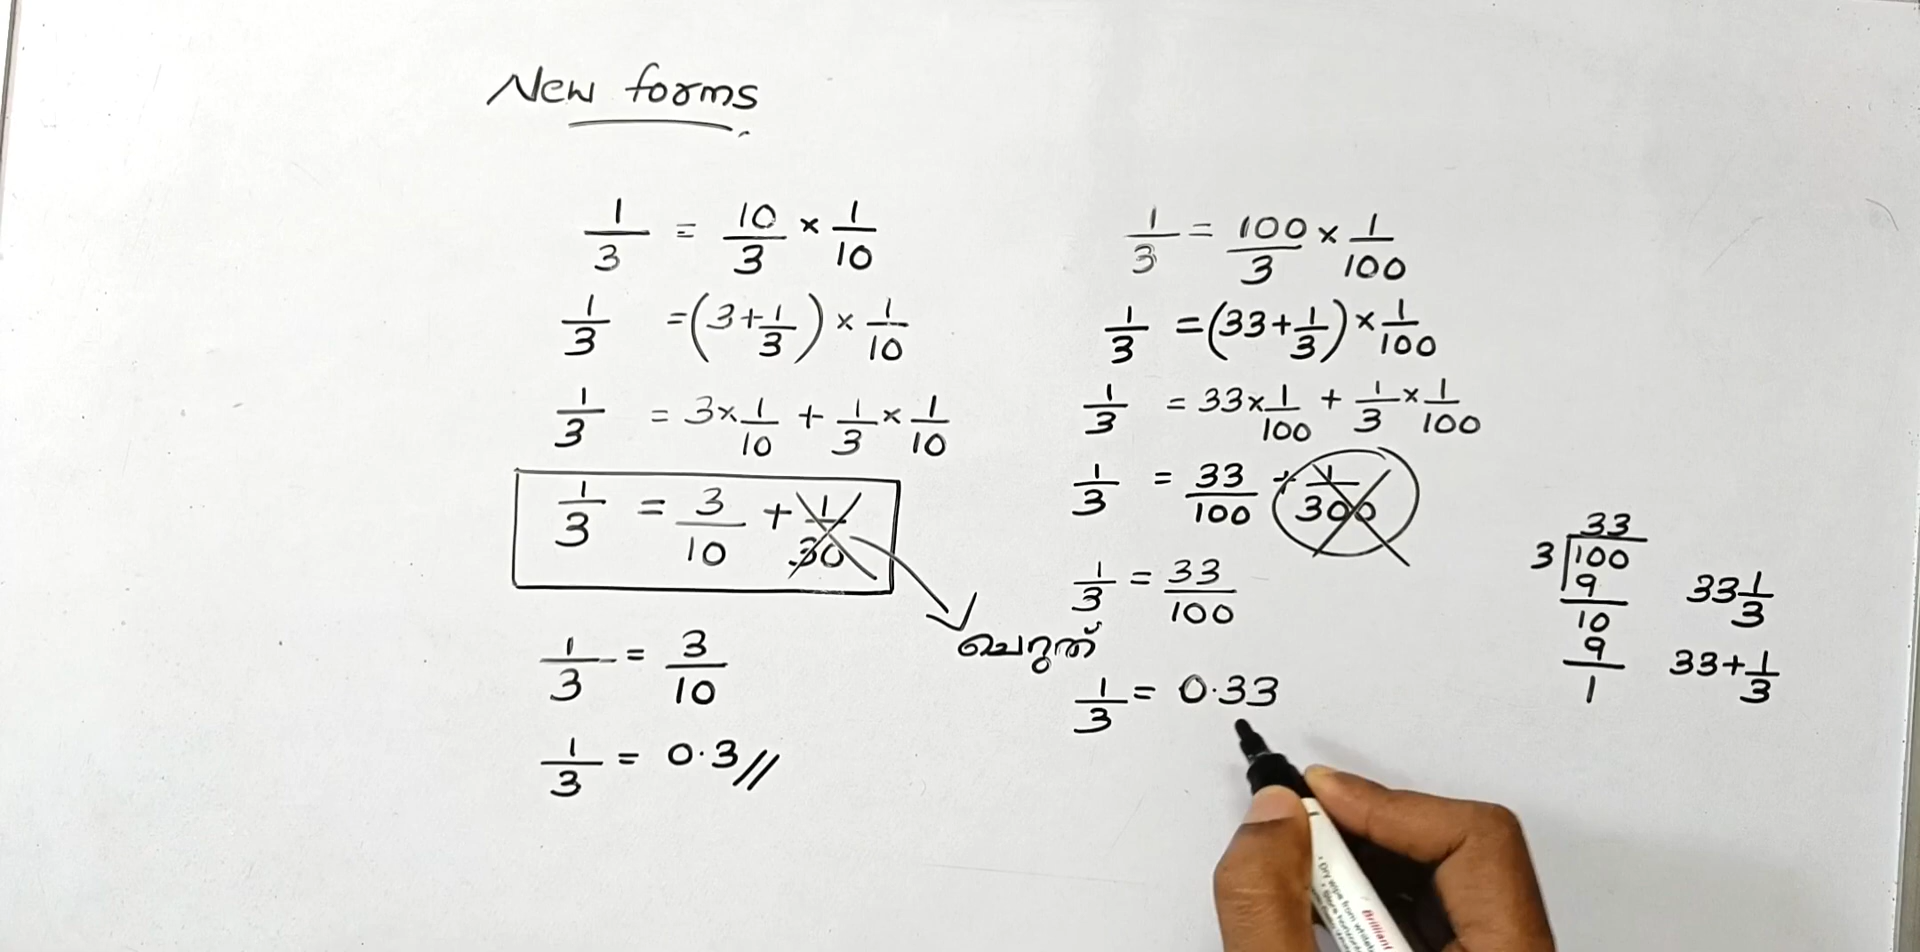 New forms
1/3 = 10/3 × 1/10
1/3 = (3 + 1/3) × 1/10
1/3 = 3 × 1/10 + 1/3 × 1/10
1/3 = 3/10 + 1/30
ചെറുത്
1/3 = 3/10
1/3 = 0.3//
1/3 = 100/3 × 1/100
1/3 = (33 + 1/3) × 1/100
1/3 = 33 × 1/100 + 1/3 × 1/100
1/3 = 33/100 + 1/300
1/3 = 33/100
1/3 = 0.33
33
3 100
9
10
9
1
33 1/3
33 + 1/3
Brilliant